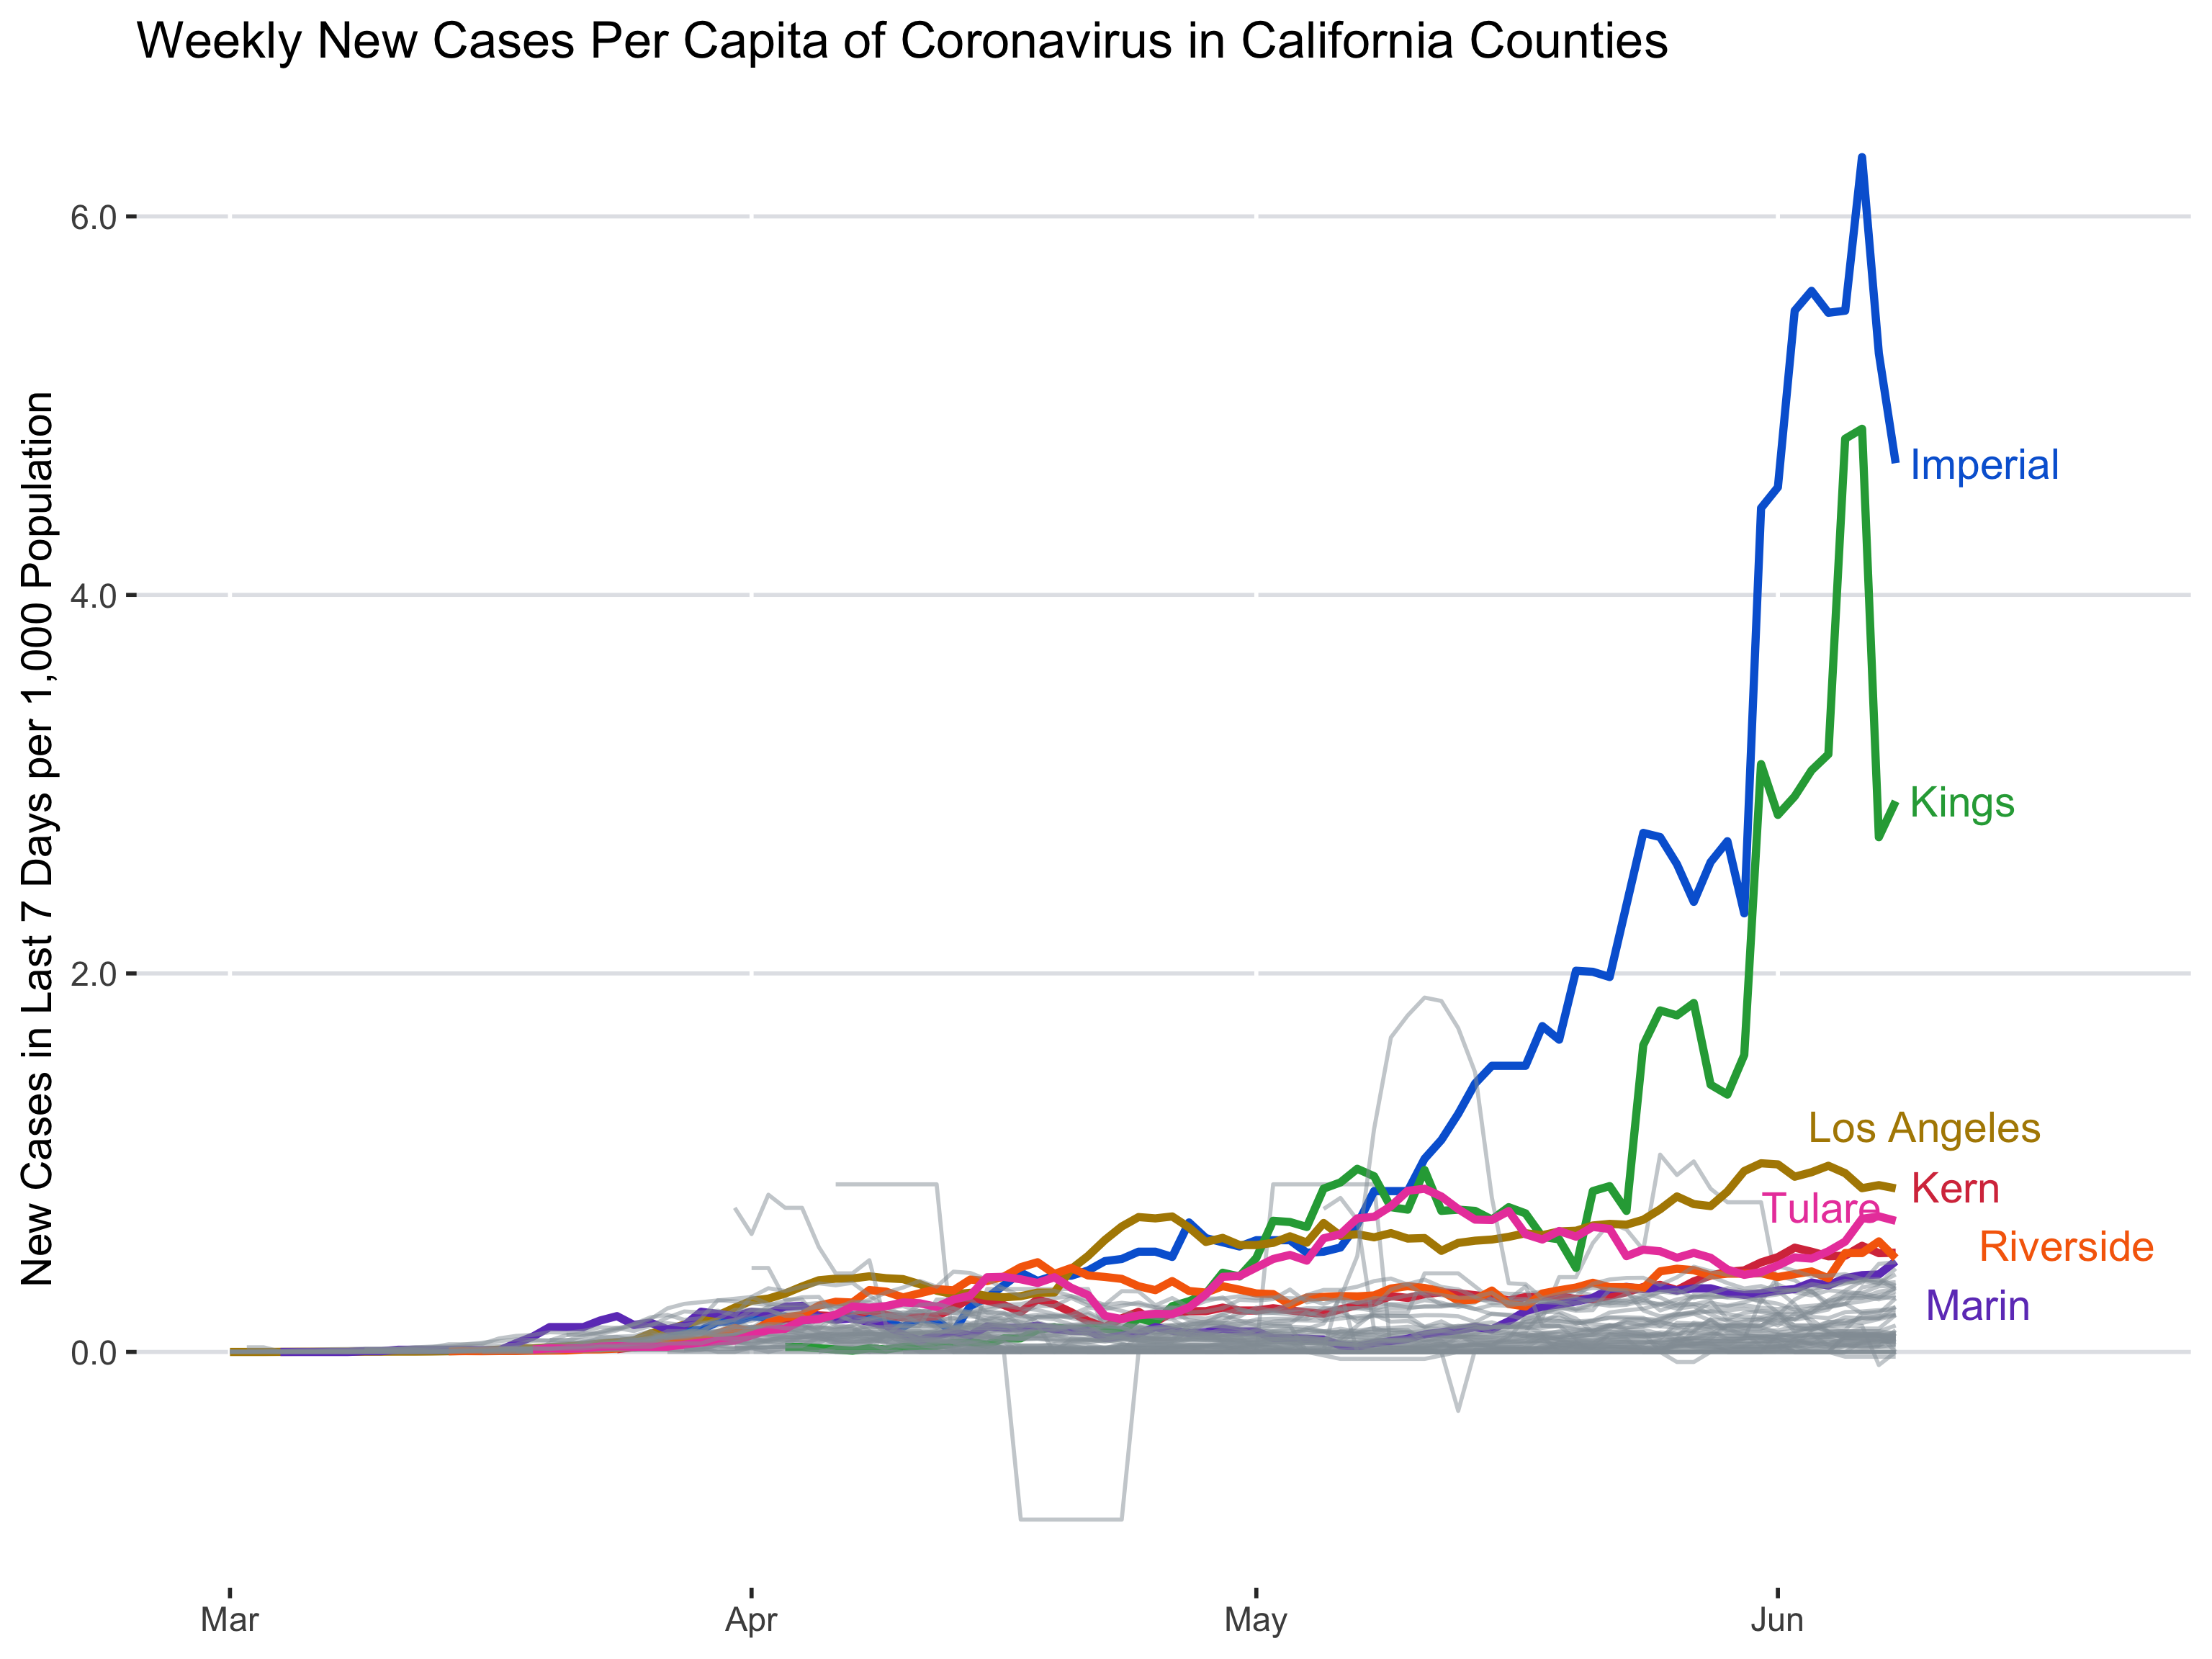 Weekly New Cases Per Capita of Coronavirus in California Counties
New Cases in Last 7 Days per 1,000 Population
6.0
4.0
2.0
0.0
Imperial
Kings
Los Angeles
Kern
Tulare
Riverside
Marin
Mar
Apr
May
Jun